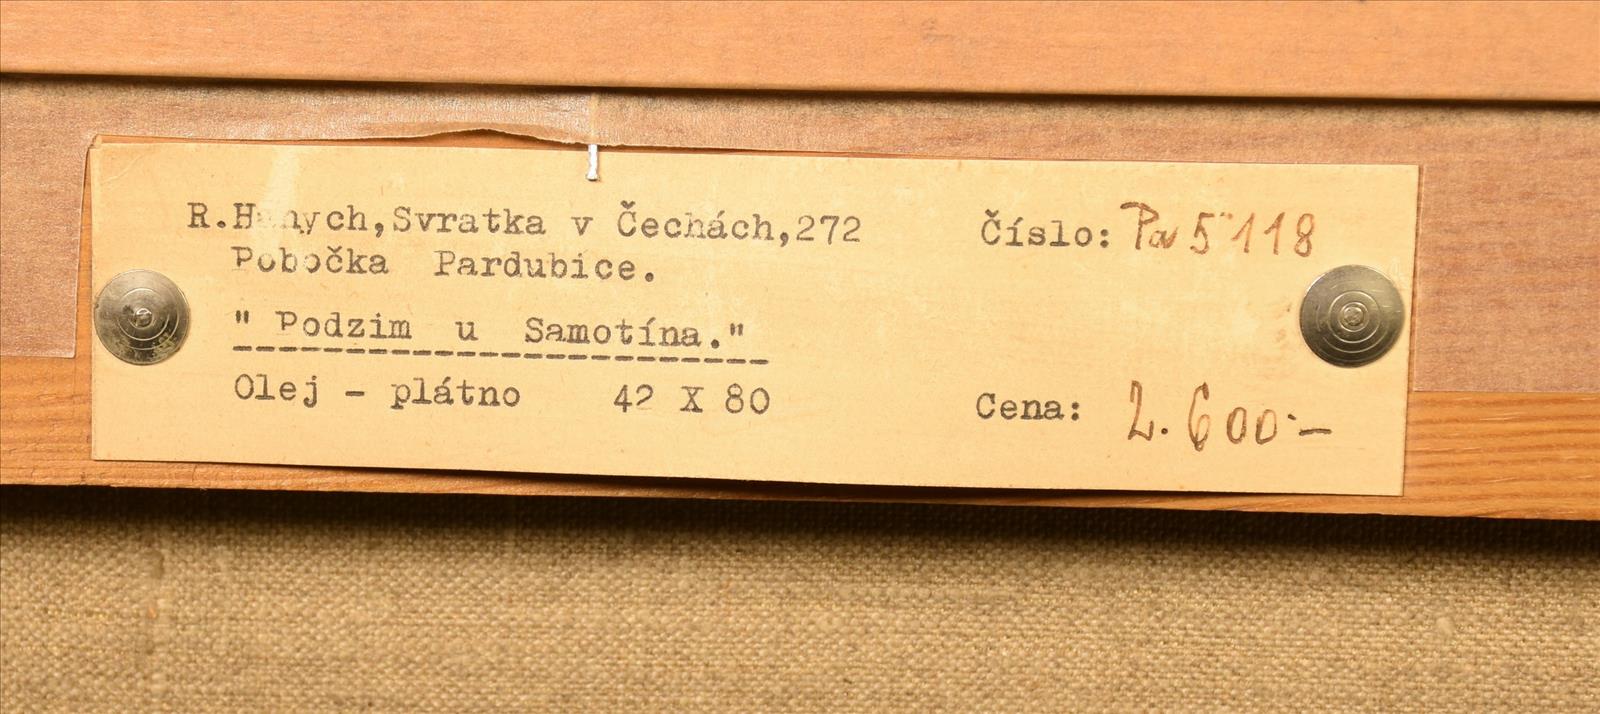 R.Hanych,Svratka v Čechách,272 Číslo: Pa 5118
Pobočka Pardubice.
"Podzim u Samotína."
Olej - plátno 42 X 80 Cena: 2.600.-